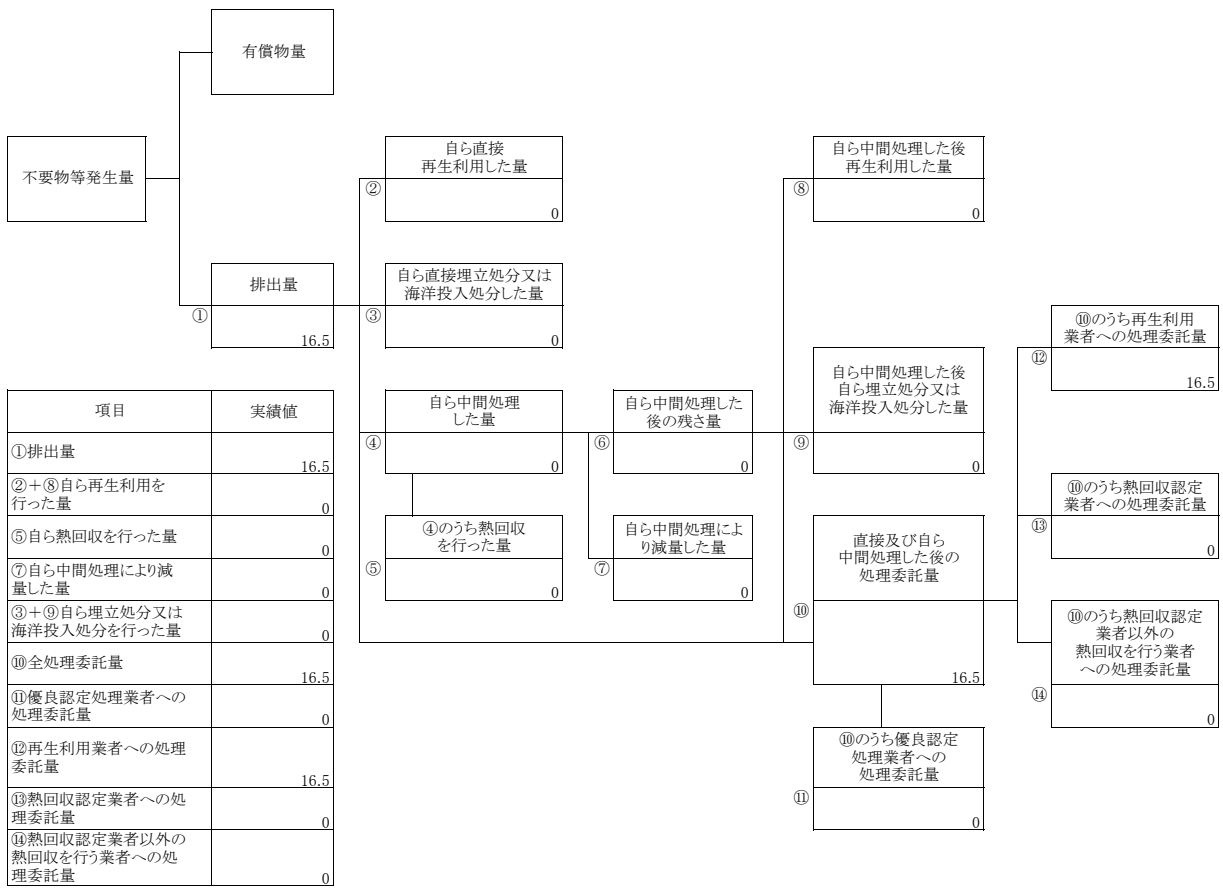 有償物量
不要物等発生量
自ら直接
再生利用した量
②
0
自ら中間処理した後
再生利用した量
⑧
0
排出量
①
16.5
自ら直接埋立処分又は
海洋投入処分した量
③
0
⑩のうち再生利用
業者への処理委託量
⑫
16.5
自ら中間処理
した量
④
0
自ら中間処理した
後の残さ量
⑥
0
自ら中間処理した後
自ら埋立処分又は
海洋投入処分した量
⑨
0
⑩のうち熱回収認定
業者への処理委託量
⑬
0
④のうち熱回収
を行った量
⑤
0
自ら中間処理によ
り減量した量
⑦
0
直接及び自ら
中間処理した後の
処理委託量
⑩
16.5
⑩のうち熱回収認定
業者以外の
熱回収を行う業者
への処理委託量
⑭
0
⑩のうち優良認定
処理業者への
処理委託量
⑪
0
項目 実績値
①排出量
16.5
②+⑧自ら再生利用を
行った量
0
⑤自ら熱回収を行った量
0
⑦自ら中間処理により減
量した量
0
③+⑨自ら埋立処分又は
海洋投入処分を行った量
0
⑩全処理委託量
16.5
⑪優良認定処理業者への
処理委託量
0
⑫再生利用業者への処理
委託量
16.5
⑬熱回収認定業者への処
理委託量
0
⑭熱回収認定業者以外の
熱回収を行う業者への処
理委託量
0